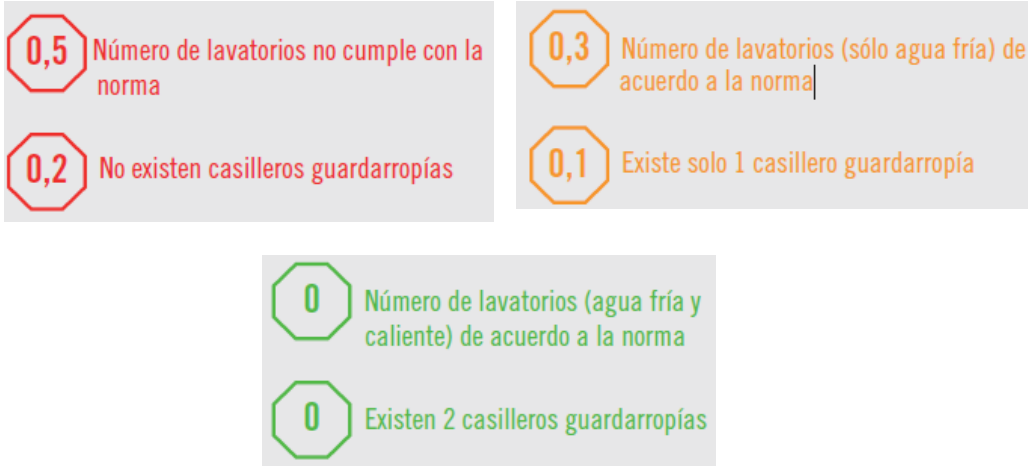 0,5 Número de lavatorios no cumple con la
norma
0,2 No existen casilleros guardarropías
0,3 Número de lavatorios (sólo agua fría) de
acuerdo a la norma
0,1 Existe solo 1 casillero guardarropía
0 Número de lavatorios (agua fría y
caliente) de acuerdo a la norma
0 Existen 2 casilleros guardarropías